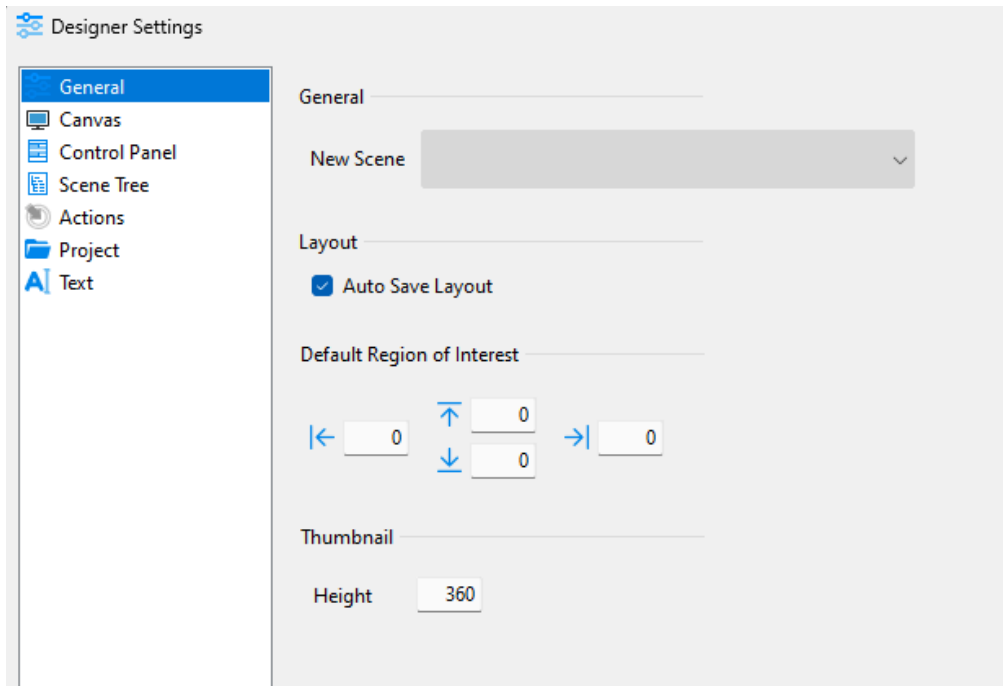 Designer Settings
General
Canvas
Control Panel
Scene Tree
Actions
Project
Text
General
New Scene
Layout
Auto Save Layout
Default Region of Interest
0
0
0
0
Thumbnail
Height 360